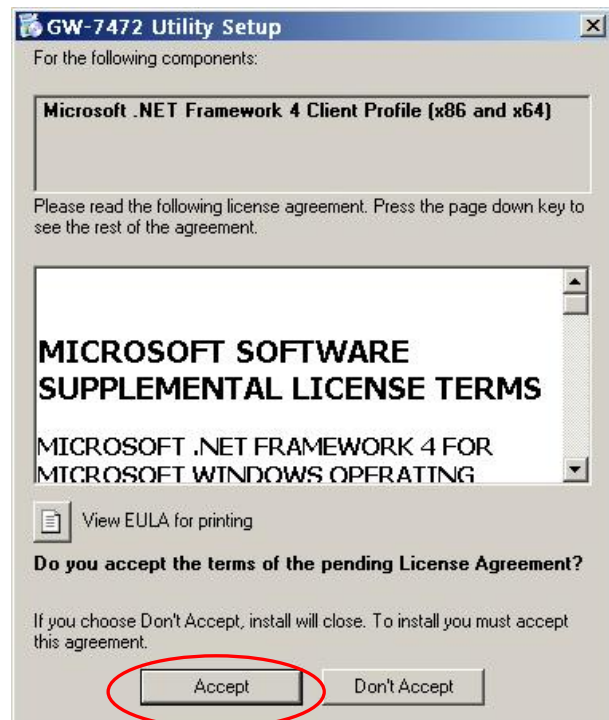 GW-7472 Utility Setup
For the following components:
Microsoft .NET Framework 4 Client Profile (x86 and x64)
Please read the following license agreement. Press the page down key to
see the rest of the agreement.
MICROSOFT SOFTWARE
SUPPLEMENTAL LICENSE TERMS
MICROSOFT .NET FRAMEWORK 4 FOR
MICROSOFT WINDOWS OPERATING
View EULA for printing
Do you accept the terms of the pending License Agreement?
If you choose Don't Accept, install will close. To install you must accept
this agreement.
Accept
Don't Accept